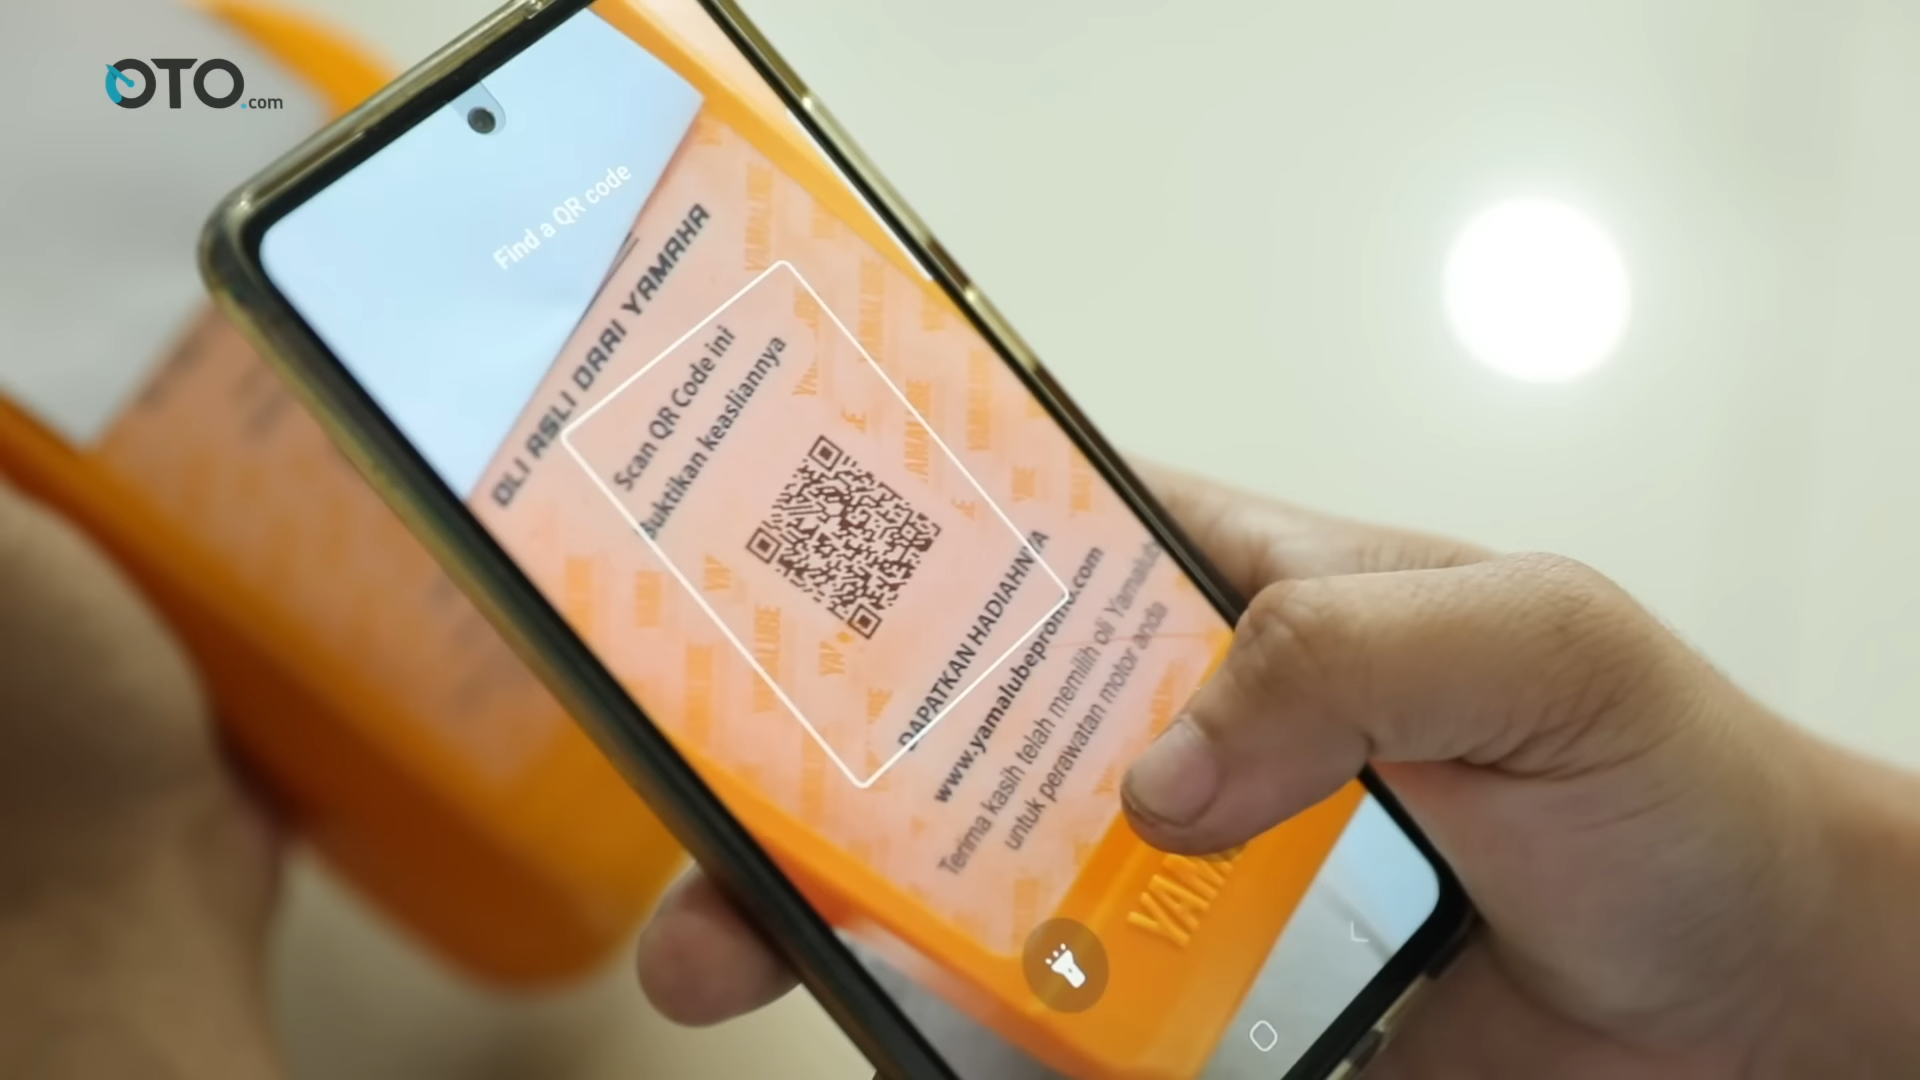 OTO.com
Find a QR code
OLI ASLI DARI YAMAHA
Scan QR Code ini
Buktikan keasliannya
DAPATKAN HADIAHNYA
www.yamalubepromo.com
Terima kasih telah memilih oli Yamalube
untuk perawatan motor anda